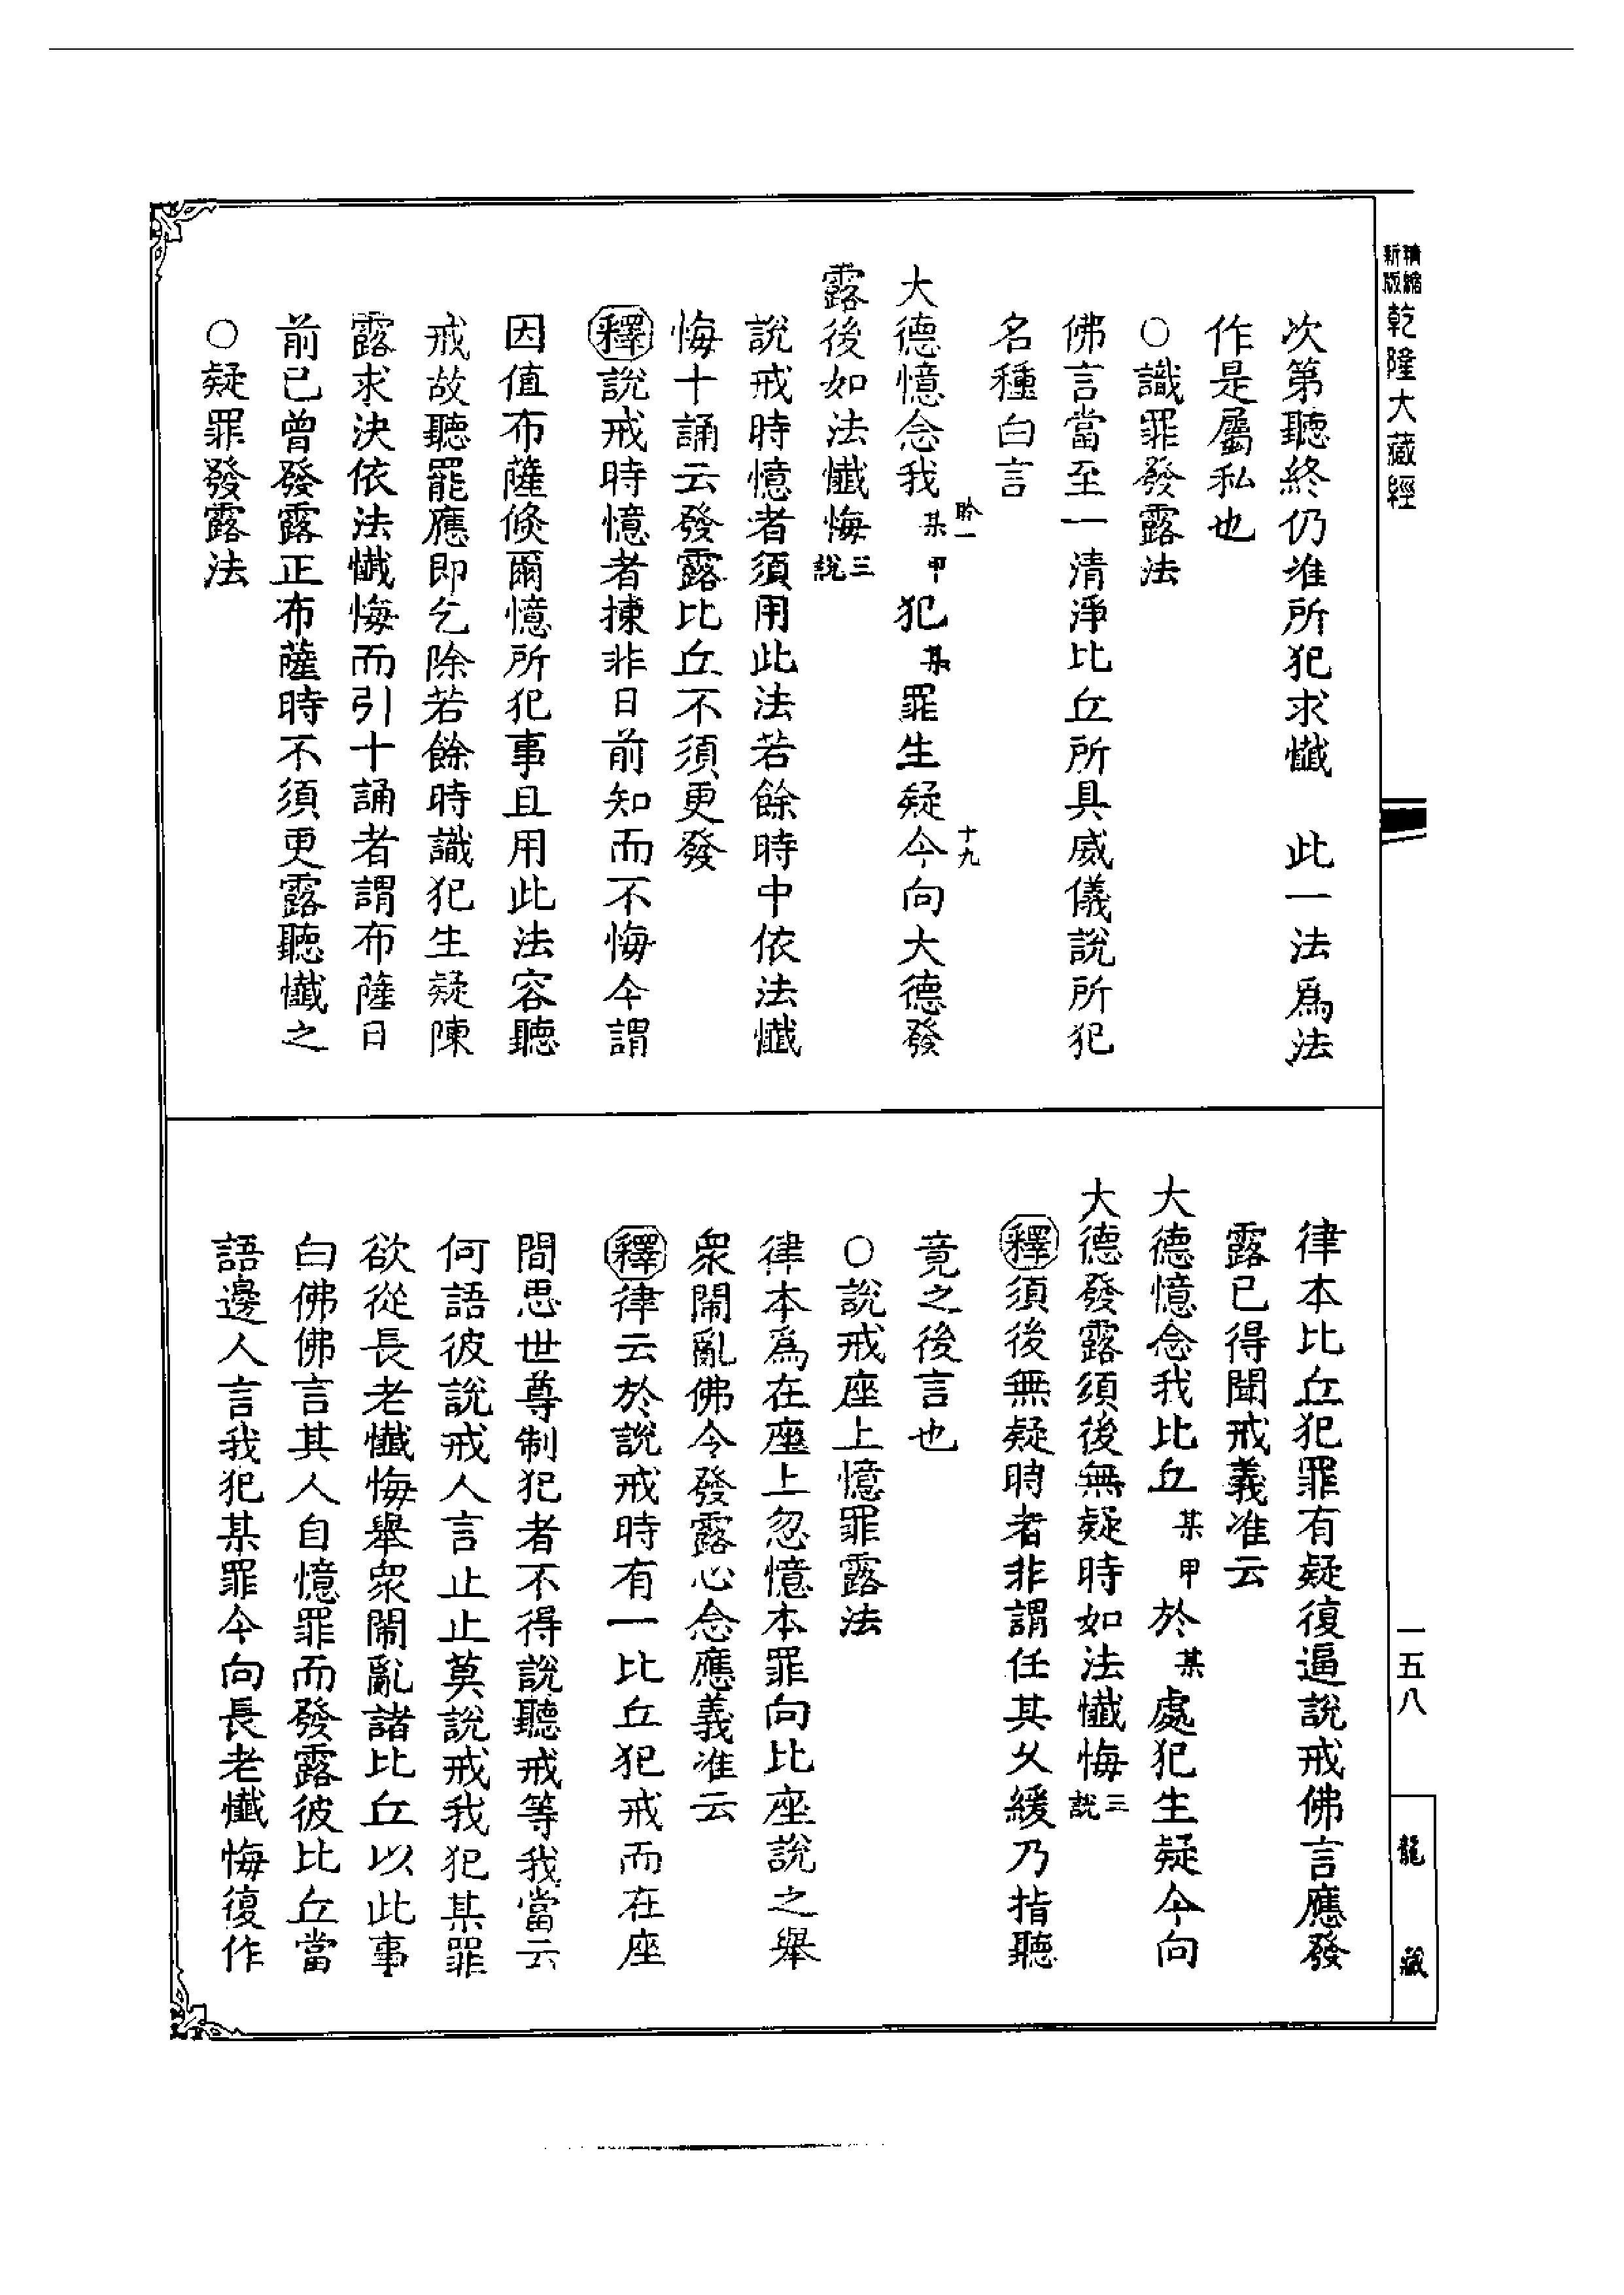 精縮
新版
乾隆大藏經
次第聽終仍准所犯求懺　此一法爲法
作是屬私也
○識罪發露法
佛言當至一清淨比丘所具威儀說所犯
名種白言
大德憶念我某甲犯某罪生疑今向大德發
露後如法懺悔三說
說戒時憶者須用此法若餘時中依法懺
悔十誦云發露比丘不須更發
釋說戒時憶者揀非日前知而不悔今謂
因值布薩倐爾憶所犯事且用此法容聽
戒故聽罷應即乞除若餘時識犯生疑陳
露求決依法懺悔而引十誦者謂布薩日
前已曾發露正布薩時不須更露聽懺之
○疑罪發露法
十九
律本比丘犯罪有疑復逼說戒佛言應發
露已得聞戒義准云
大德憶念我比丘某甲於某處犯生疑今向
大德發露須後無疑時如法懺悔三說
釋須後無疑時者非謂任其久緩乃指聽
竟之後言也
○說戒座上憶罪露法
律本爲在座上忽憶本罪向比座說之舉
衆鬧亂佛令發露心念應義准云
釋律云於說戒時有一比丘犯戒而在座
間思世尊制犯者不得說聽戒等我當云
何語彼說戒人言止止莫說戒我犯某罪
欲從長老懺悔舉衆鬧亂諸比丘以此事
白佛佛言其人自憶罪而發露彼比丘當
語邊人言我犯某罪今向長老懺悔復作
一五八
龍
藏